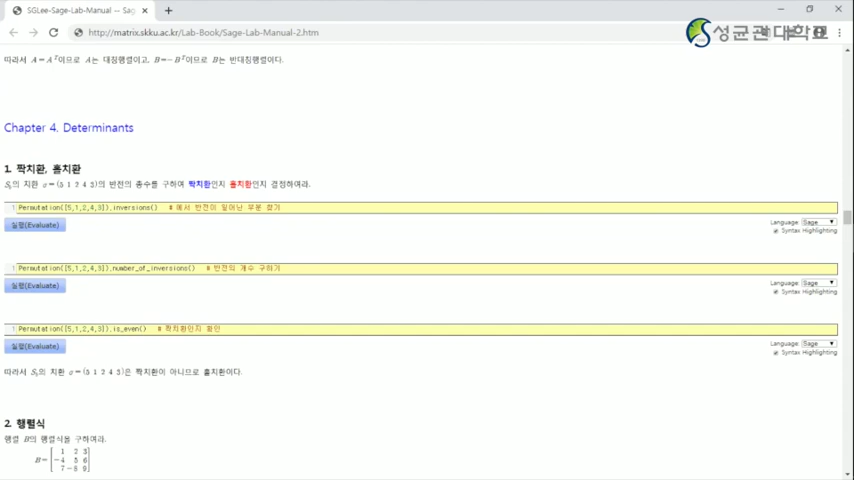 SGLee-Sage-Lab-Manual -- Sag
http://matrix.skku.ac.kr/Lab-Book/Sage-Lab-Manual-2.htm
성균관대학교
따라서 A = A^T이므로 A는 대칭행렬이고, B = -B^T이므로 B는 반대칭행렬이다.
Chapter 4. Determinants
1. 짝치환, 홀치환
S₅의 치환 σ = (5 1 2 4 3)의 반전의 총수를 구하여 짝치환인지 홀치환인지 결정하여라.
1 Permutation([5,1,2,4,3]).inversions() # 에서 반전이 일어난 부분 찾기
실행(Evaluate)
Language: Sage
Syntax Highlighting
1 Permutation([5,1,2,4,3]).number_of_inversions() # 반전의 개수 구하기
실행(Evaluate)
Language: Sage
Syntax Highlighting
1 Permutation([5,1,2,4,3]).is_even() # 짝치환인지 확인
실행(Evaluate)
Language: Sage
Syntax Highlighting
따라서 S₅의 치환 σ = (5 1 2 4 3)은 짝치환이 아니므로 홀치환이다.
2. 행렬식
행렬 B의 행렬식을 구하여라.
1 2 3
B = -4 5 6
7 -8 9